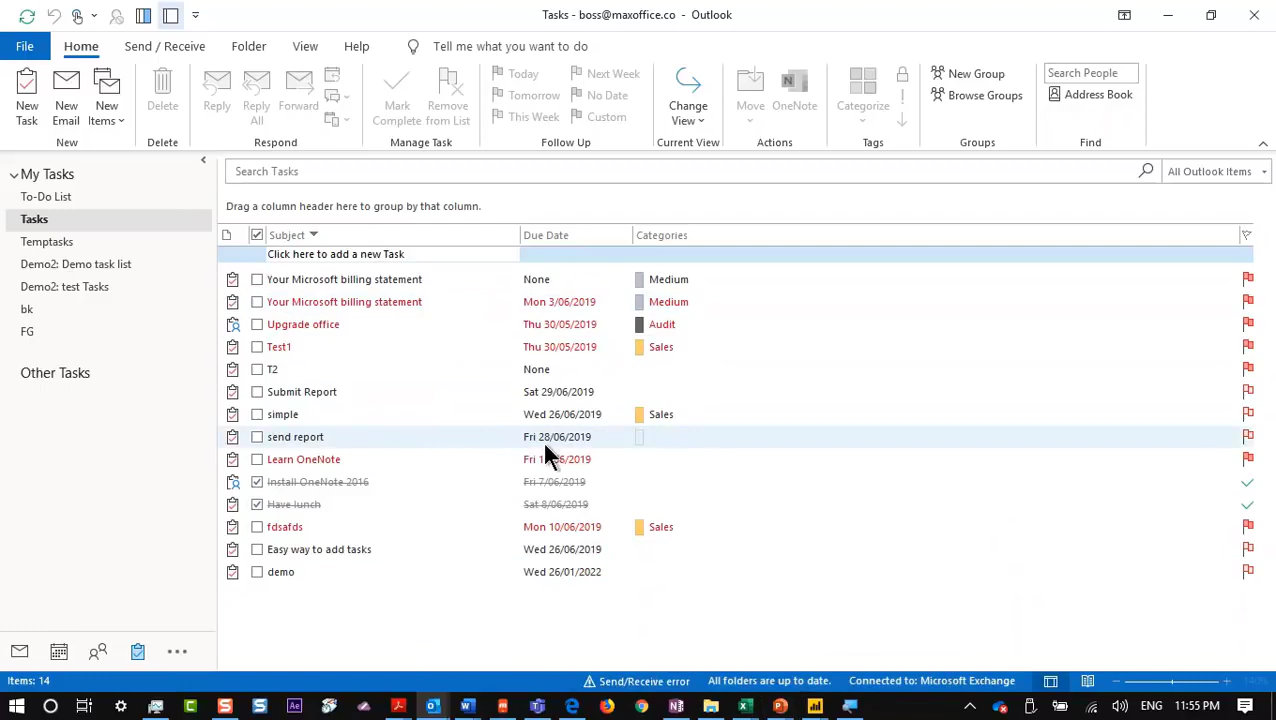 Tasks - boss@maxoffice.co - Outlook
File Home Send / Receive Folder View Help Tell me what you want to do
New Task
New Email
New Items
Delete
Reply
Reply All
Forward
Mark Complete
Remove from List
Today
Tomorrow
This Week
Next Week
No Date
Custom
Change View
Move
OneNote
Categorize
New Group
Browse Groups
Search People
Address Book
New Delete Respond Manage Task Follow Up Current View Actions Tags Groups Find
My Tasks
To-Do List
Tasks
Temptasks
Demo2: Demo task list
Demo2: test Tasks
bk
FG
Other Tasks
Search Tasks All Outlook Items
Drag a column header here to group by that column.
Subject Due Date Categories
Click here to add a new Task
Your Microsoft billing statement None Medium
Your Microsoft billing statement Mon 3/06/2019 Medium
Upgrade office Thu 30/05/2019 Audit
Test1 Thu 30/05/2019 Sales
T2 None
Submit Report Sat 29/06/2019
simple Wed 26/06/2019 Sales
send report Fri 28/06/2019
Learn OneNote Fri 1 6/2019
Install OneNote 2016 Fri 7/06/2019
Have lunch Sat 8/06/2019
fdsafds Mon 10/06/2019 Sales
Easy way to add tasks Wed 26/06/2019
demo Wed 26/01/2022
Items: 14 Send/Receive error All folders are up to date. Connected to: Microsoft Exchange
ENG 11:55 PM